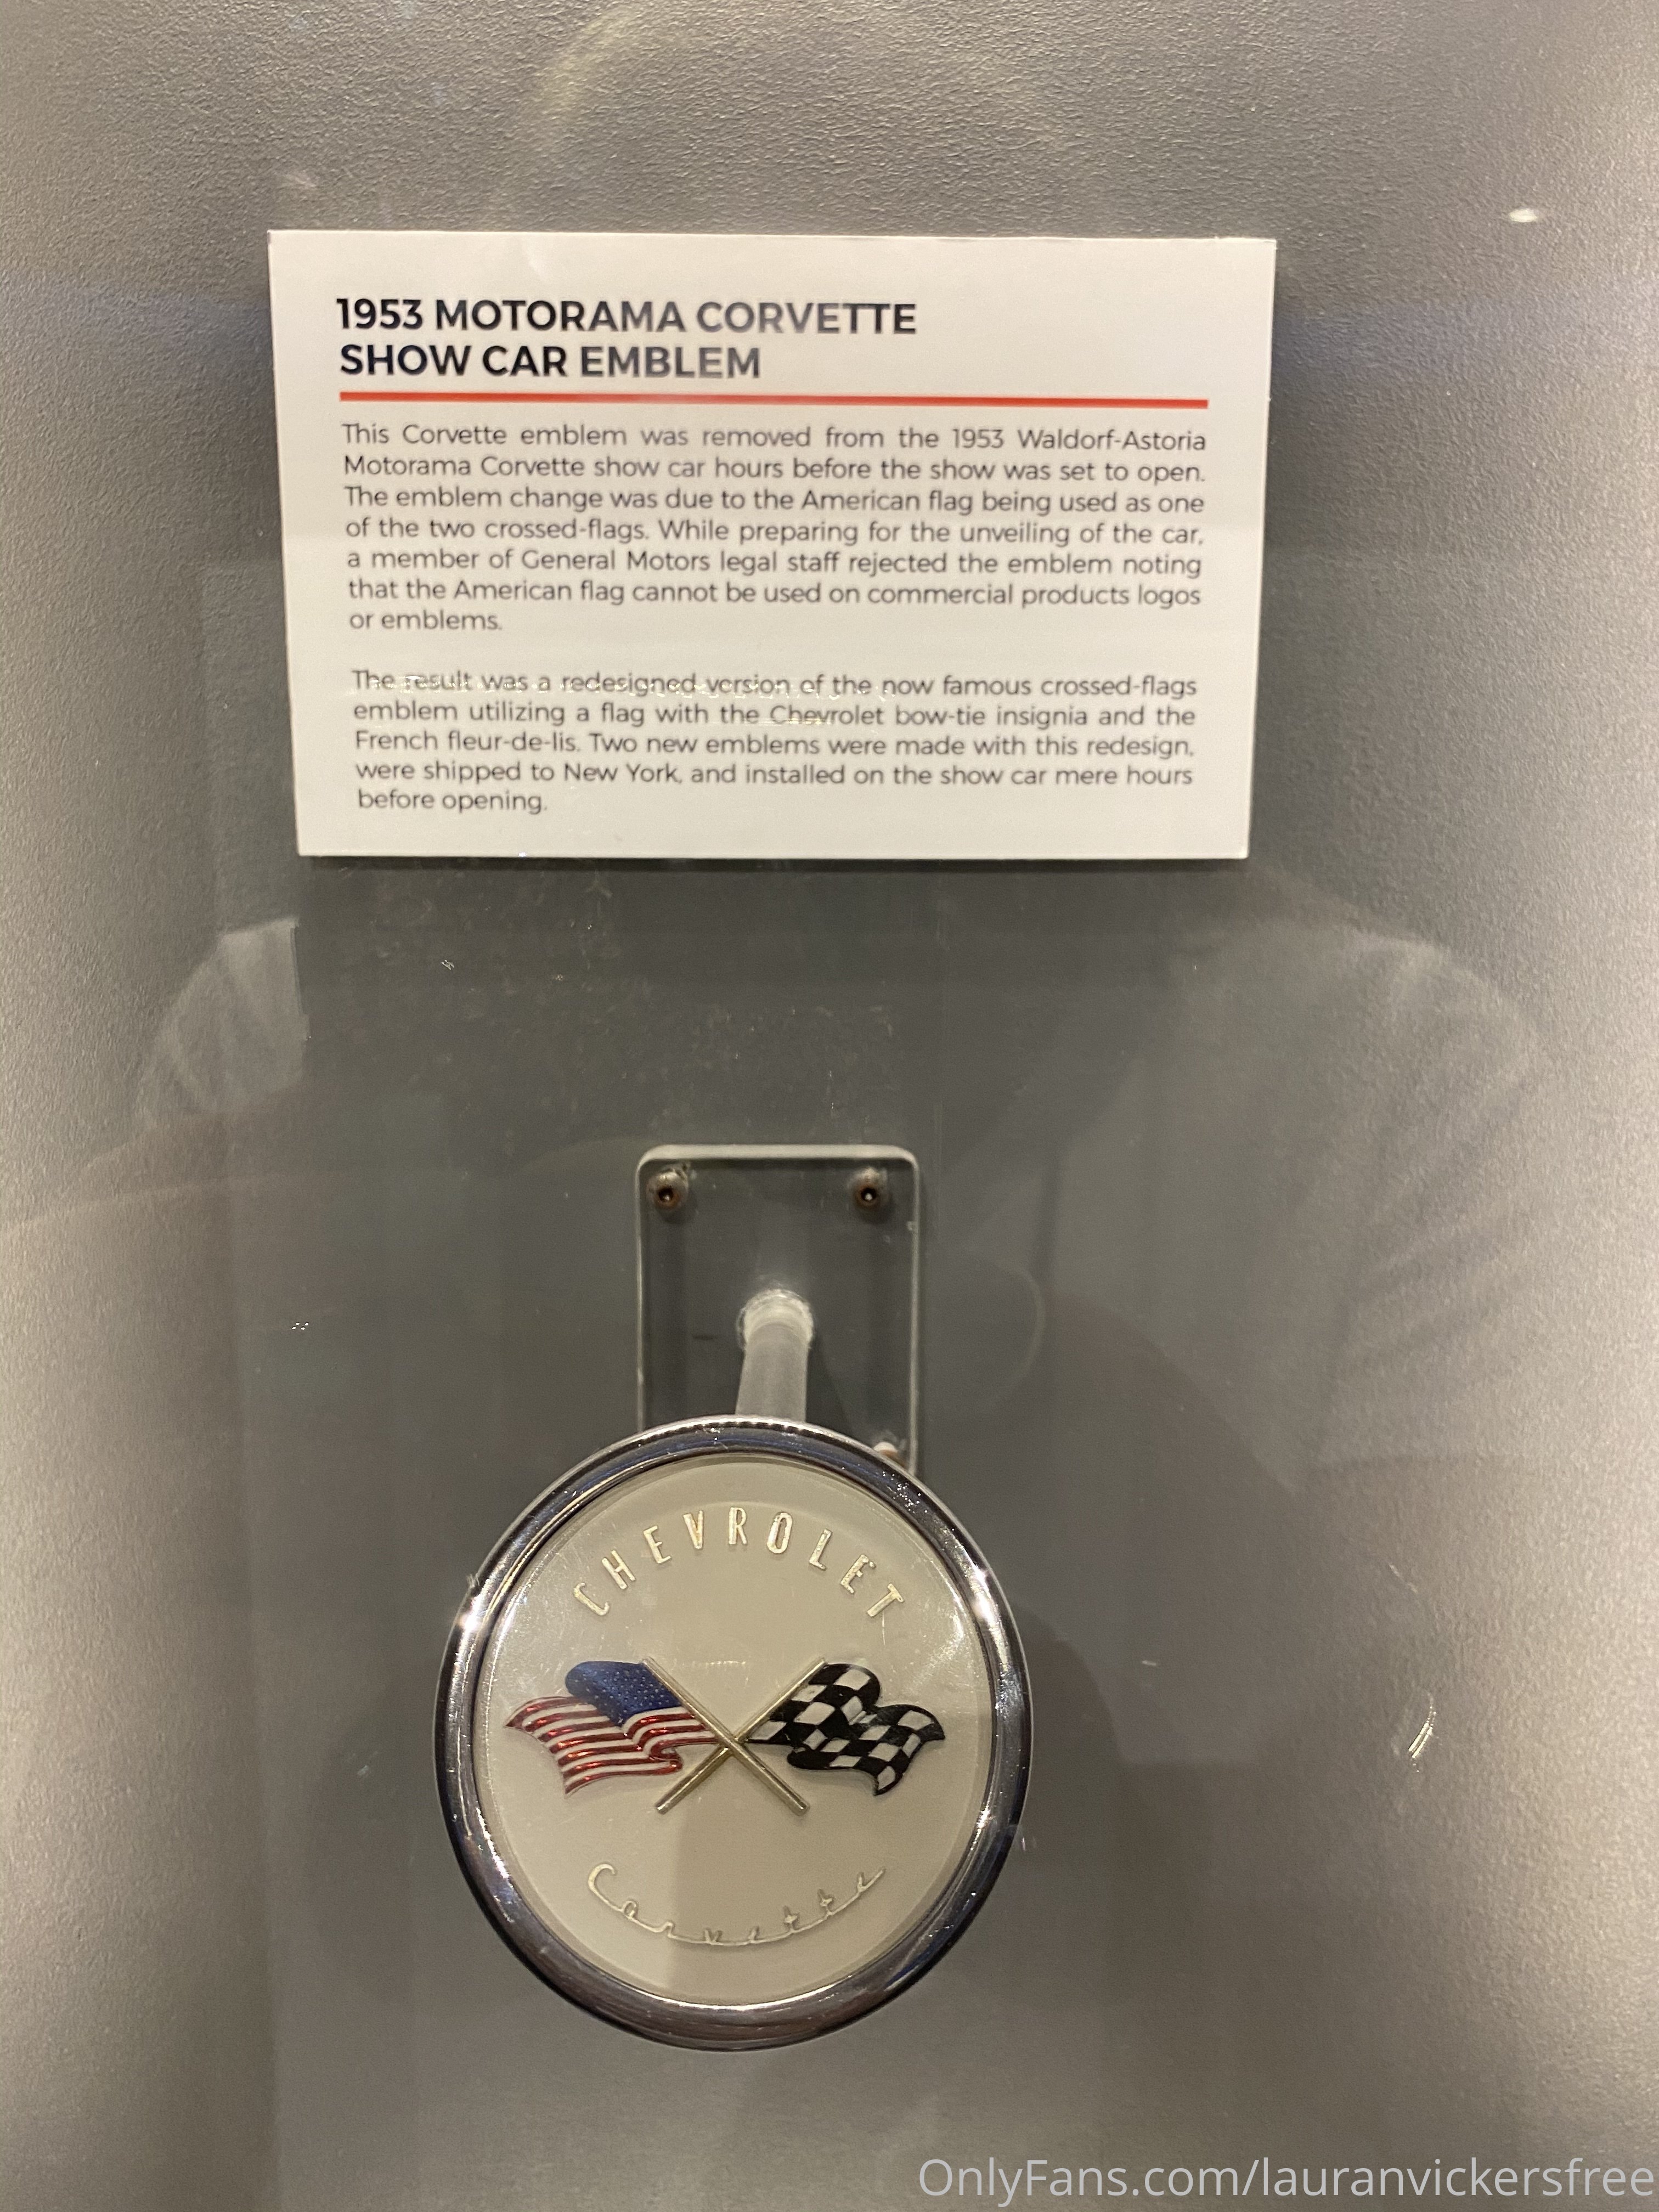 1953 MOTORAMA CORVETTE
SHOW CAR EMBLEM
This Corvette emblem was removed from the 1953 Waldorf-Astoria
Motorama Corvette show car hours before the show was set to open.
The emblem change was due to the American flag being used as one
of the two crossed-flags. While preparing for the unveiling of the car,
a member of General Motors legal staff rejected the emblem noting
that the American flag cannot be used on commercial products logos
or emblems.
The result was a redesigned version of the now famous crossed-flags
emblem utilizing a flag with the Chevrolet bow-tie insignia and the
French fleur-de-lis. Two new emblems were made with this redesign,
were shipped to New York, and installed on the show car mere hours
before opening.
CHEVROLET
Corvette
OnlyFans.com/lauranvickersfree